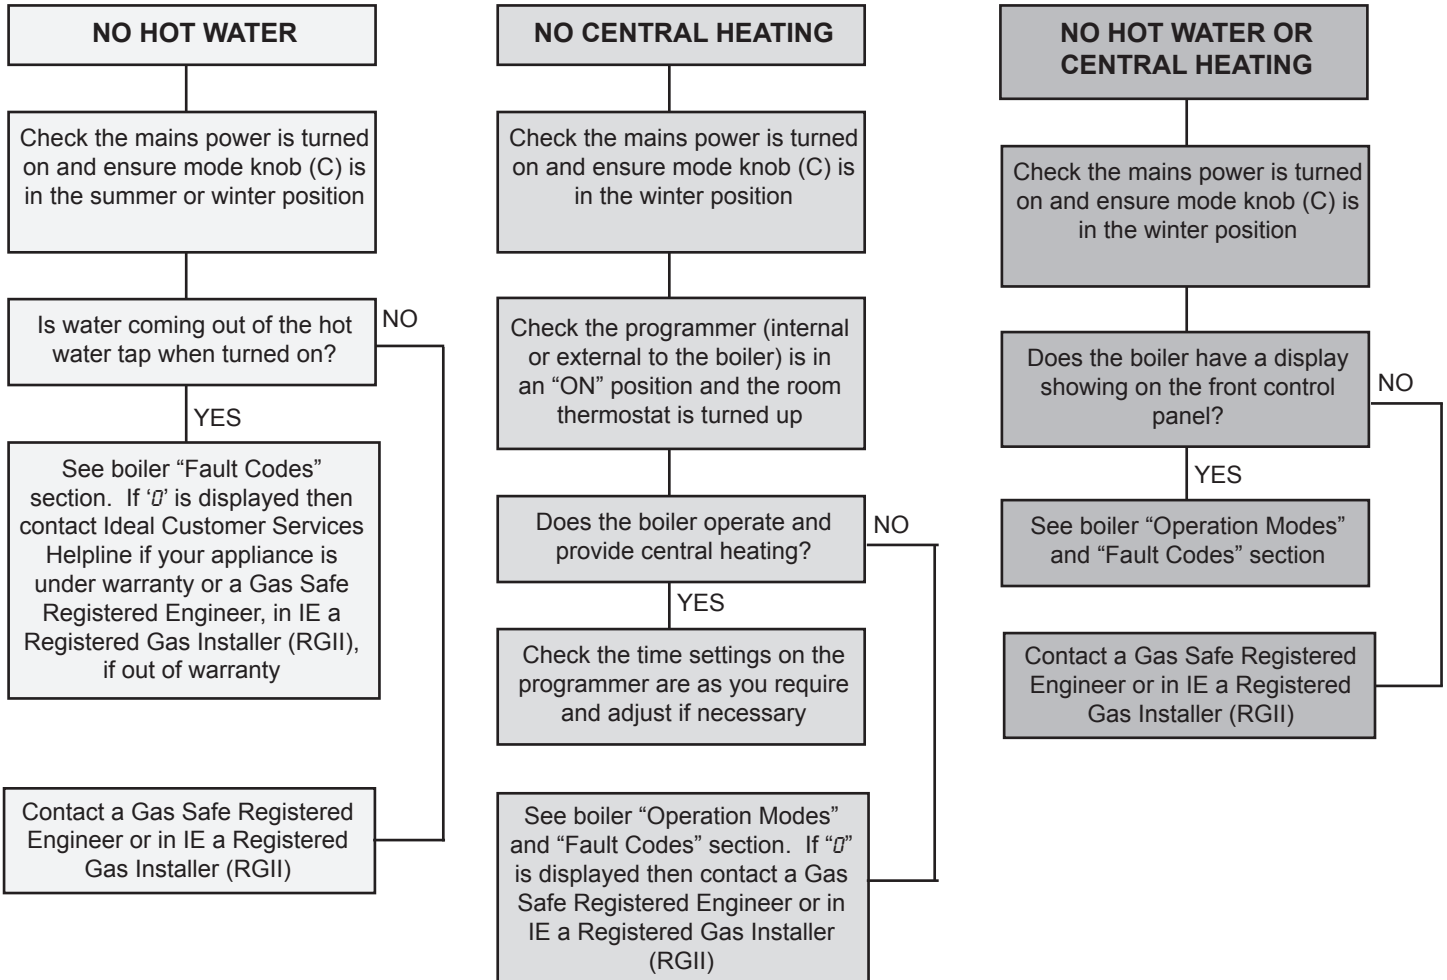 NO HOT WATER
Check the mains power is turned
on and ensure mode knob (C) is
in the summer or winter position
Is water coming out of the hot
water tap when turned on?
NO
YES
See boiler “Fault Codes”
section. If ‘0’ is displayed then
contact Ideal Customer Services
Helpline if your appliance is
under warranty or a Gas Safe
Registered Engineer, in IE a
Registered Gas Installer (RGII),
if out of warranty
Contact a Gas Safe Registered
Engineer or in IE a Registered
Gas Installer (RGII)
NO CENTRAL HEATING
Check the mains power is turned
on and ensure mode knob (C) is
in the winter position
Check the programmer (internal
or external to the boiler) is in
an “ON” position and the room
thermostat is turned up
Does the boiler operate and
provide central heating?
NO
YES
Check the time settings on the
programmer are as you require
and adjust if necessary
See boiler “Operation Modes”
and “Fault Codes” section. If “0”
is displayed then contact a Gas
Safe Registered Engineer or in
IE a Registered Gas Installer
(RGII)
NO HOT WATER OR
CENTRAL HEATING
Check the mains power is turned
on and ensure mode knob (C) is
in the winter position
Does the boiler have a display
showing on the front control
panel?
NO
YES
See boiler “Operation Modes”
and “Fault Codes” section
Contact a Gas Safe Registered
Engineer or in IE a Registered
Gas Installer (RGII)